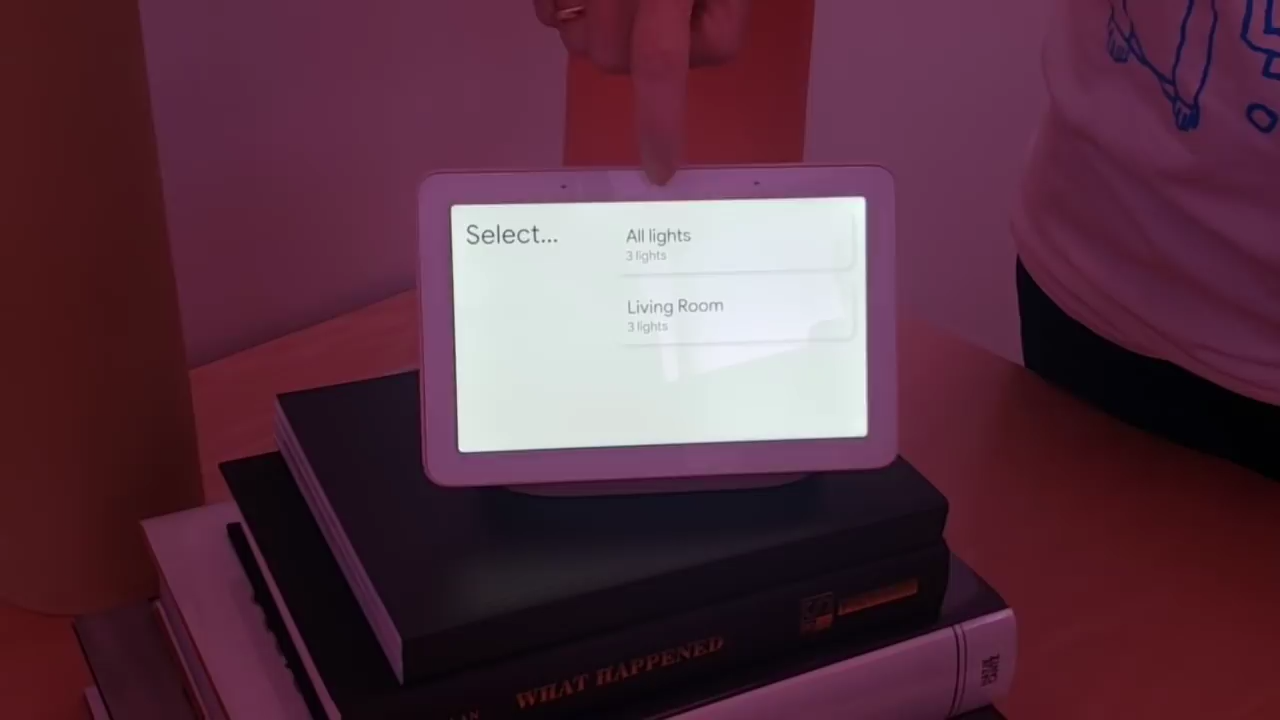 Select...
All lights
3 lights
Living Room
3 lights
WHAT HAPPENED